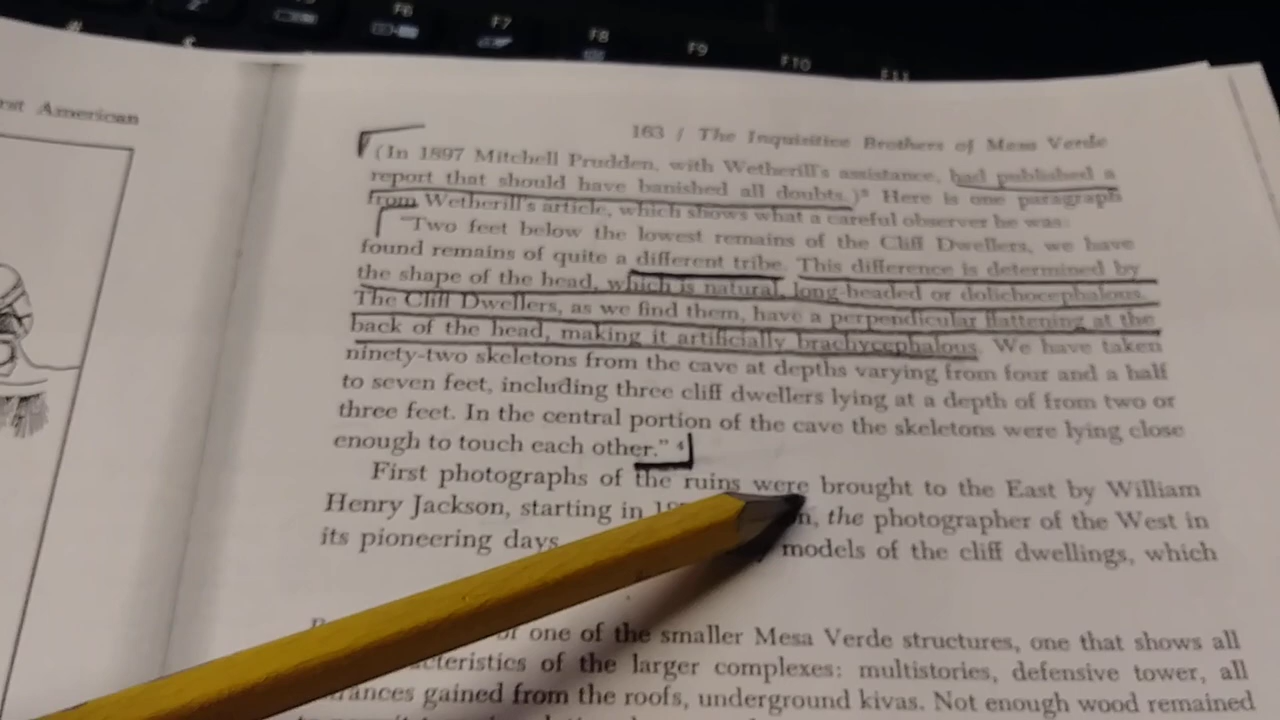 F6
F7
F8
F9
F10
F11
American
163 / The Inquisitive Brothers of Mesa Verde
(In 1897 Mitchell Prudden, with Wetherill's assistance, had published a
report that should have banished all doubts.)³ Here is one paragraph
from Wetherill's article, which shows what a careful observer he was:
"Two feet below the lowest remains of the Cliff Dwellers, we have
found remains of quite a different tribe. This difference is determined by
the shape of the head, which is natural, long-headed or dolichocephalous.
The Cliff Dwellers, as we find them, have a perpendicular flattening at the
back of the head, making it artificially brachycephalous. We have taken
ninety-two skeletons from the cave at depths varying from four and a half
to seven feet, including three cliff dwellers lying at a depth of from two or
three feet. In the central portion of the cave the skeletons were lying close
enough to touch each other." ⁴
First photographs of the ruins were brought to the East by William
Henry Jackson, starting in the photographer of the West in
its pioneering days. models of the cliff dwellings, which
of one of the smaller Mesa Verde structures, one that shows all
of the larger complexes: multistories, defensive tower, all
gained from the roofs, underground kivas. Not enough wood remained